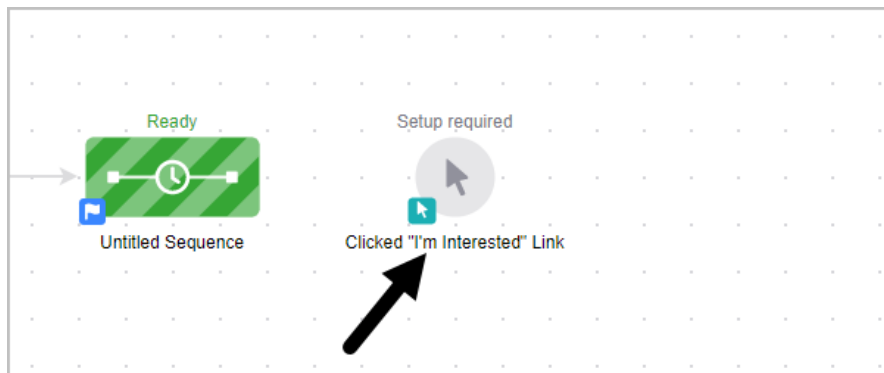 Ready
Setup required
Untitled Sequence
Clicked "I'm Interested" Link